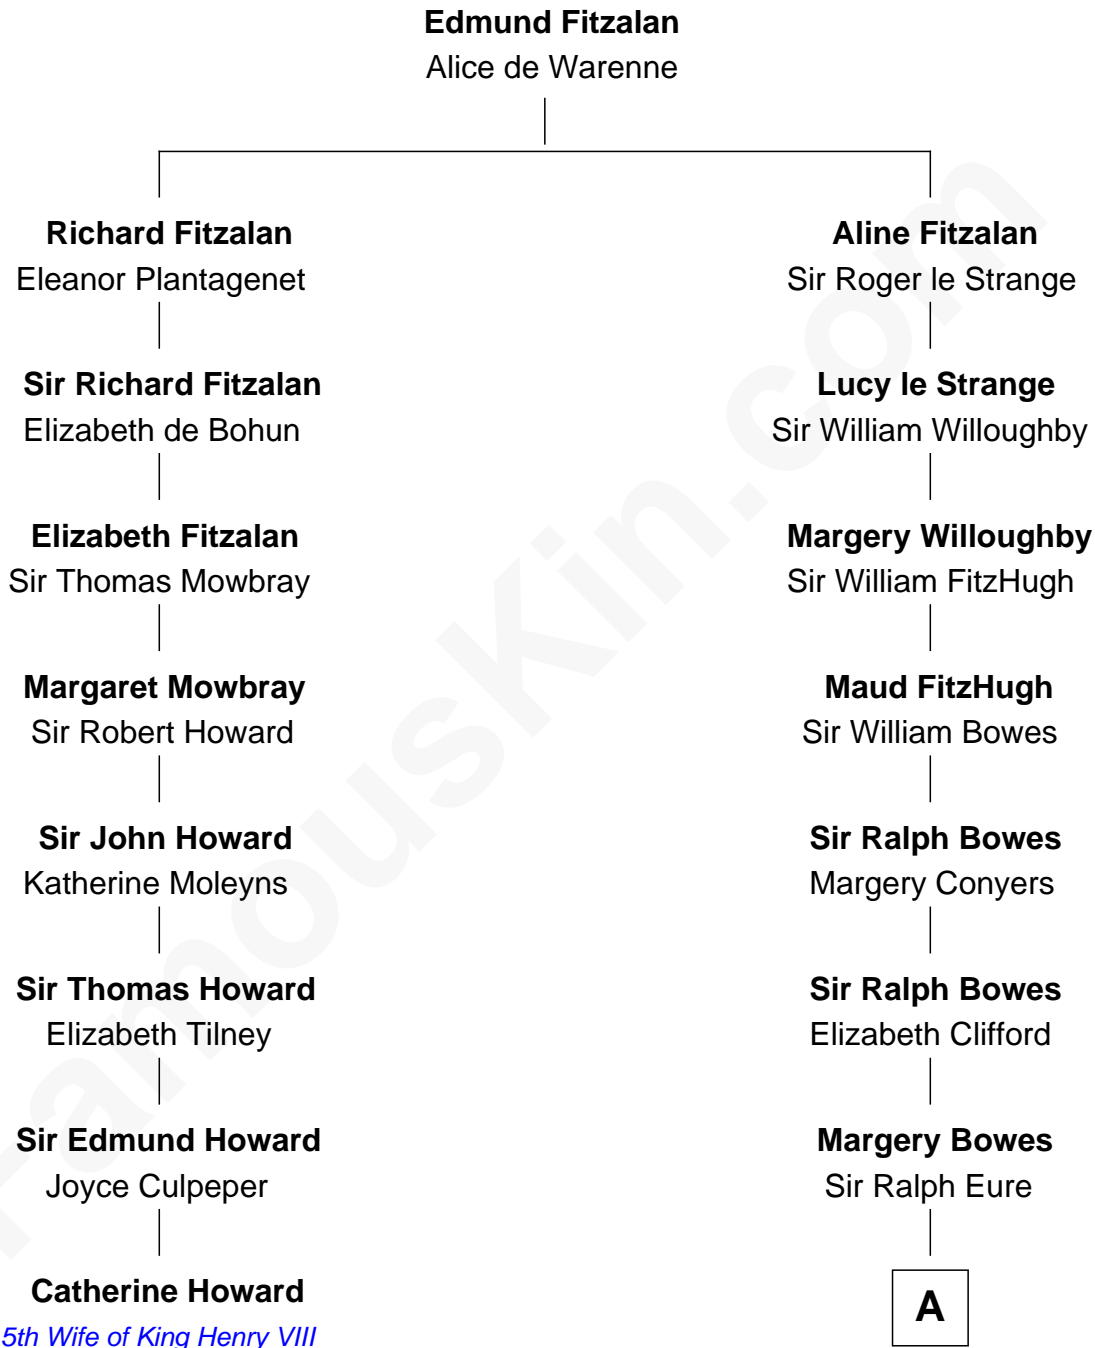 Edmund Fitzalan
Alice de Warenne
Richard Fitzalan
Eleanor Plantagenet
Aline Fitzalan
Sir Roger le Strange
Sir Richard Fitzalan
Elizabeth de Bohun
Lucy le Strange
Sir William Willoughby
Elizabeth Fitzalan
Sir Thomas Mowbray
Margery Willoughby
Sir William FitzHugh
Margaret Mowbray
Sir Robert Howard
Maud FitzHugh
Sir William Bowes
Sir John Howard
Katherine Moleyns
Sir Ralph Bowes
Margery Conyers
Sir Thomas Howard
Elizabeth Tilney
Sir Ralph Bowes
Elizabeth Clifford
Sir Edmund Howard
Joyce Culpeper
Margery Bowes
Sir Ralph Eure
Catherine Howard
5th Wife of King Henry VIII
A
FamousKin.com